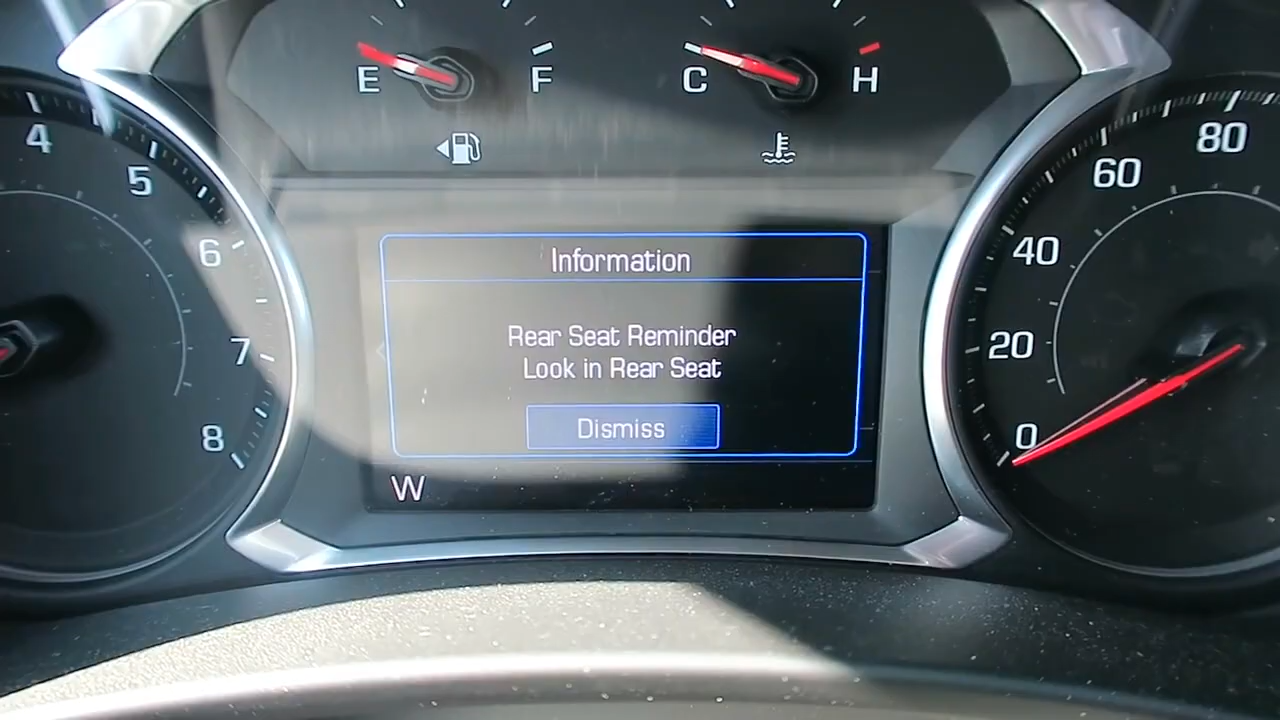 E F
C H
4
5
6
7
8
Information
Rear Seat Reminder
Look in Rear Seat
Dismiss
W
80
60
40
20
0